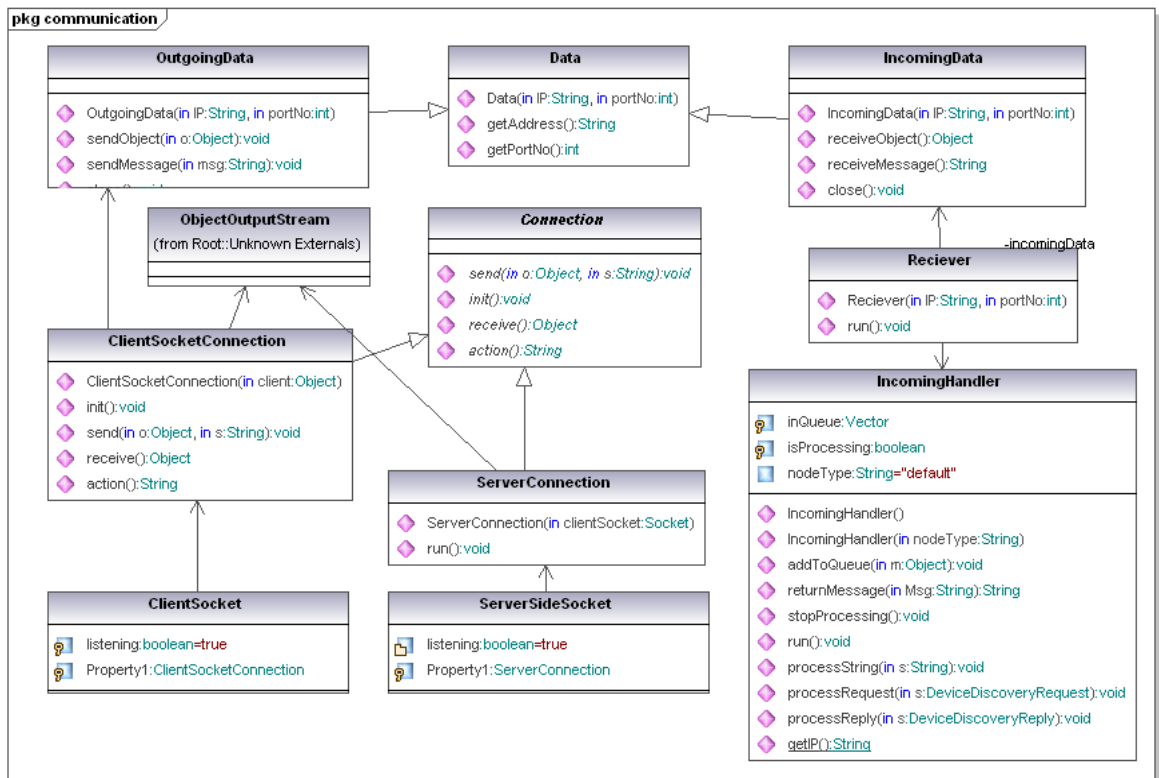 pkg communication
OutgoingData
OutgoingData(in IP:String, in portNo:int)
sendObject(in o:Object):void
sendMessage(in msg:String):void
Data
Data(in IP:String, in portNo:int)
getAddress():String
getPortNo():int
IncomingData
IncomingData(in IP:String, in portNo:int)
receiveObject():Object
receiveMessage():String
close():void
ObjectOutputStream
(from Root::Unknown Externals)
Connection
send(in o:Object, in s:String):void
init():void
receive():Object
action():String
-incomingData
Reciever
Reciever(in IP:String, in portNo:int)
run():void
ClientSocketConnection
ClientSocketConnection(in client:Object)
init():void
send(in o:Object, in s:String):void
receive():Object
action():String
IncomingHandler
inQueue:Vector
isProcessing:boolean
nodeType:String="default"
IncomingHandler()
IncomingHandler(in nodeType:String)
addToQueue(in m:Object):void
returnMessage(in Msg:String):String
stopProcessing():void
run():void
processString(in s:String):void
processRequest(in s:DeviceDiscoveryRequest):void
processReply(in s:DeviceDiscoveryReply):void
getIP():String
ServerConnection
ServerConnection(in clientSocket:Socket)
run():void
ClientSocket
listening:boolean=true
Property1:ClientSocketConnection
ServerSideSocket
listening:boolean=true
Property1:ServerConnection